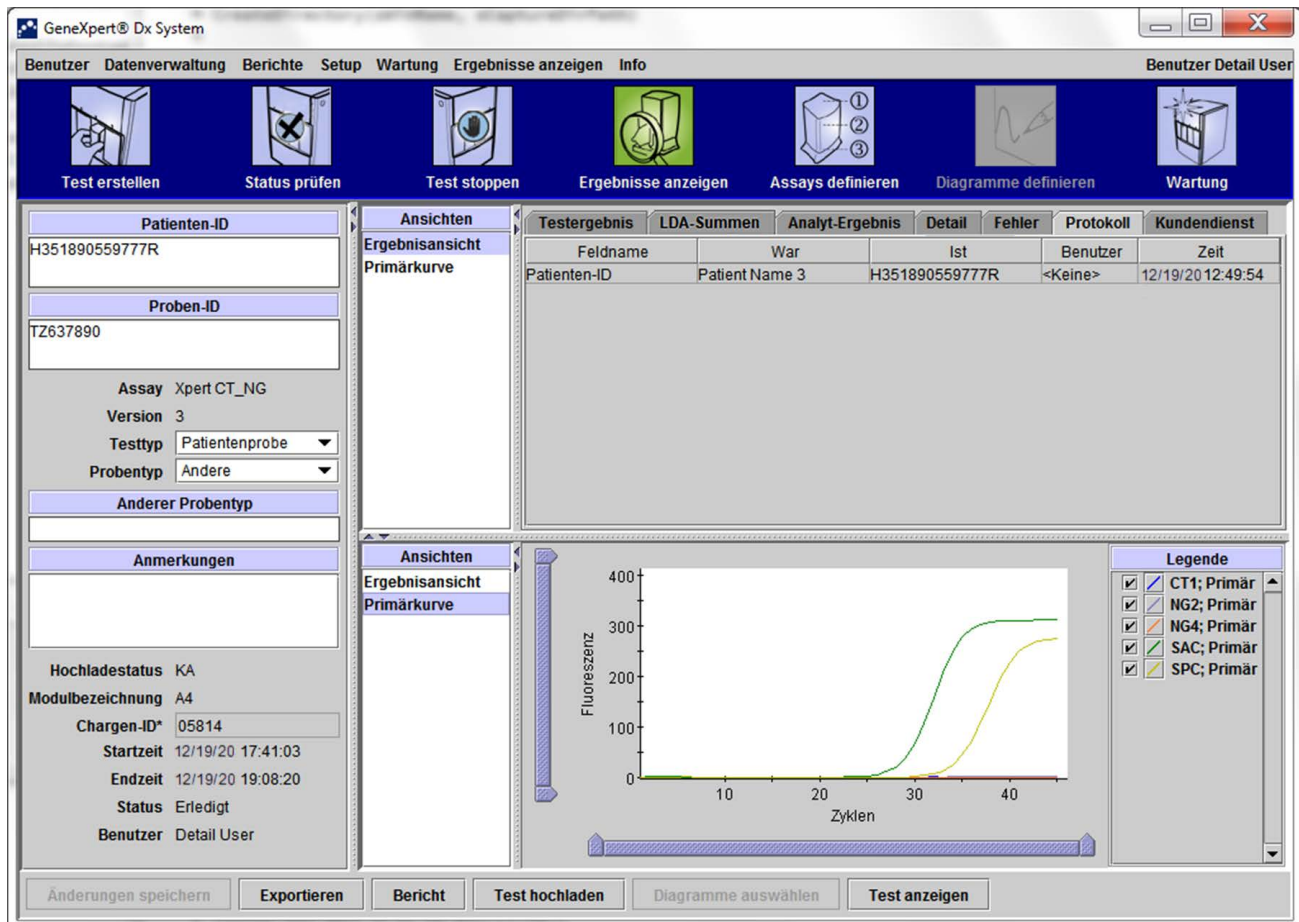 GeneXpert® Dx System
Benutzer Datenverwaltung Berichte Setup Wartung Ergebnisse anzeigen Info Benutzer Detail User
① ② ③
Test erstellen Status prüfen Test stoppen Ergebnisse anzeigen Assays definieren Diagramme definieren Wartung
Patienten-ID
H351890559777R
Proben-ID
TZ637890
Assay Xpert CT_NG
Version 3
Testtyp Patientenprobe
Probentyp Andere
Anderer Probentyp
Anmerkungen
Hochladestatus KA
Modulbezeichnung A4
Chargen-ID* 05814
Startzeit 12/19/20 17:41:03
Endzeit 12/19/20 19:08:20
Status Erledigt
Benutzer Detail User
Ansichten
Ergebnisansicht
Primärkurve
Testergebnis LDA-Summen Analyt-Ergebnis Detail Fehler Protokoll Kundendienst
Feldname War Ist Benutzer Zeit
Patienten-ID Patient Name 3 H351890559777R <Keine> 12/19/20 12:49:54
Ansichten
Ergebnisansicht
Primärkurve
Fluoreszenz
400
300
200
100
0
10 20 30 40
Zyklen
Legende
CT1; Primär
NG2; Primär
NG4; Primär
SAC; Primär
SPC; Primär
Änderungen speichern Exportieren Bericht Test hochladen Diagramme auswählen Test anzeigen